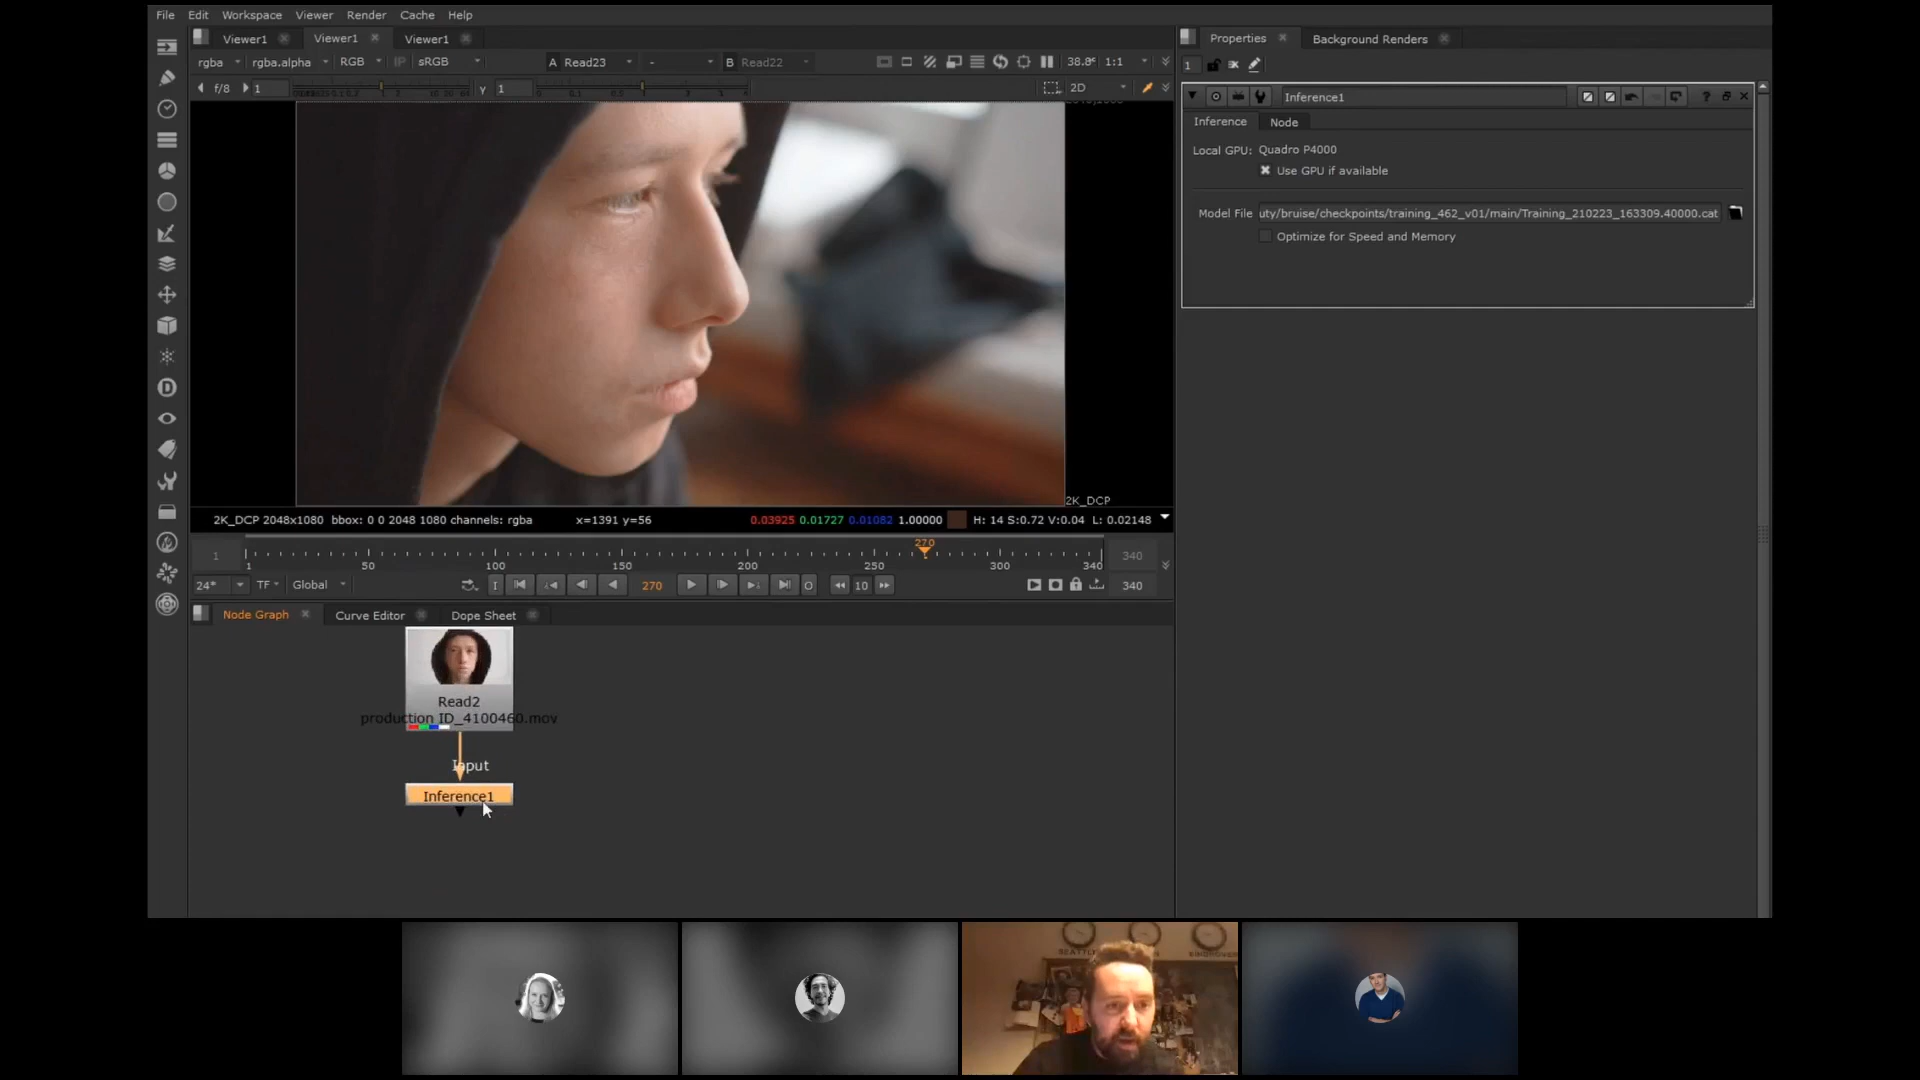 File Edit Workspace Viewer Render Cache Help
Viewer1 Viewer1 Viewer1
rgba rgba.alpha RGB IP sRGB A Read23 - B Read22 38.8 1:1
f/8 1 y 1 2D
2K_DCP
2K_DCP 2048x1080 bbox: 0 0 2048 1080 channels: rgba x=1391 y=56 0.03925 0.01727 0.01082 1.00000 H: 14 S:0.72 V:0.04 L: 0.02148
270
1 340
1 50 100 150 200 250 300 340
24* TF Global I 270 O 10 340
Node Graph Curve Editor Dope Sheet
Read2
production ID_4100460.mov
Input
Inference1
Properties Background Renders
1
Inference1 ?
Inference Node
Local GPU: Quadro P4000
Use GPU if available
Model File uty/bruise/checkpoints/training_462_v01/main/Training_210223_163309.40000.cat
Optimize for Speed and Memory